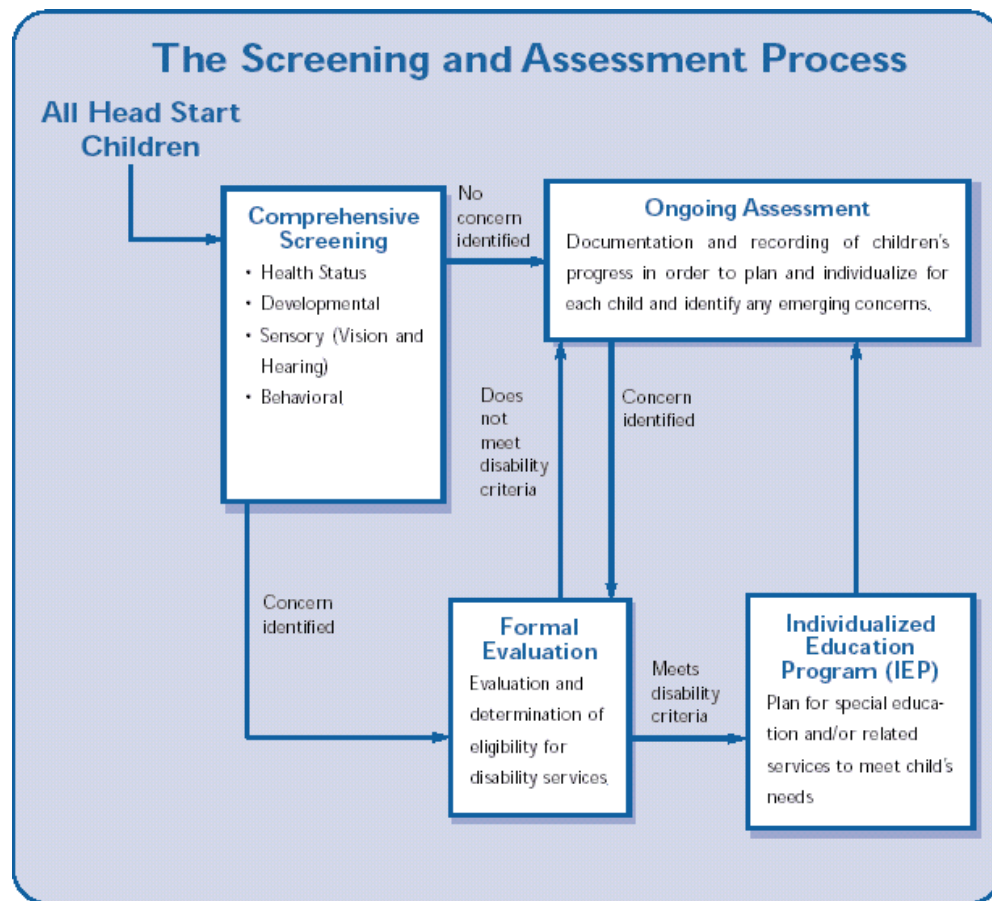 The Screening and Assessment Process
All Head Start
Children
Comprehensive
Screening
• Health Status
• Developmental
• Sensory (Vision and
Hearing)
• Behavioral.
No
concern
identified
Ongoing Assessment
Documentation and recording of children's
progress in order to plan and individualize for
each child and identify any emerging concerns.
Does
not
meet
disability
criteria
Concern
identified
Concern
identified
Formal
Evaluation
Evaluation and
determination of
eligibility for
disability services.
Meets
disability
criteria
Individualized
Education
Program (IEP)
Plan for special educa-
tion and/or related
services to meet child's
needs